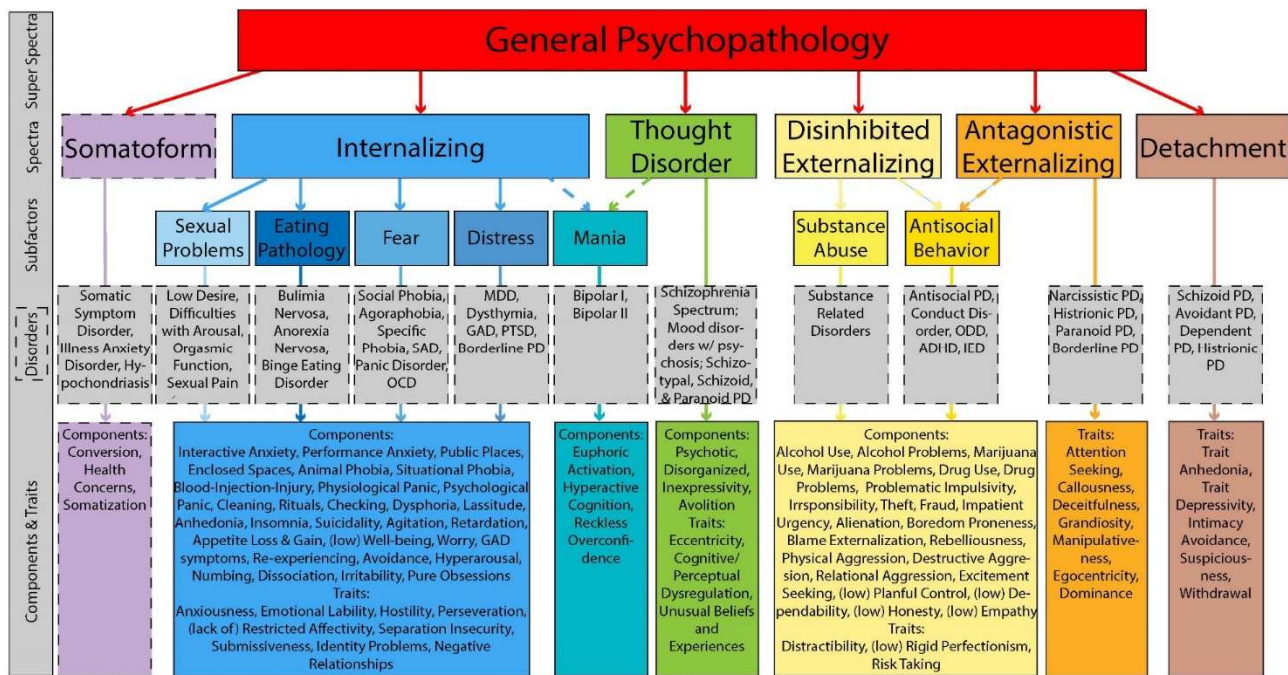 Super Spectra
General Psychopathology
Spectra
Somatoform
Internalizing
Thought
Disorder
Disinhibited
Externalizing
Antagonistic
Externalizing
Detachment
Subfactors
Sexual
Problems
Eating
Pathology
Fear
Distress
Mania
Substance
Abuse
Antisocial
Behavior
Disorders
Somatic
Symptom
Disorder,
Illness Anxiety
Disorder, Hy-
pochondriasis
Low Desire,
Difficulties
with Arousal,
Orgasmic
Function,
Sexual Pain
Bulimia
Nervosa,
Anorexia
Nervosa,
Binge Eating
Disorder
Social Phobia,
Agoraphobia,
Specific
Phobia, SAD,
Panic Disorder,
OCD
MDD,
Dysthymia,
GAD, PTSD,
Borderline PD
Bipolar I,
Bipolar II
Schizophrenia
Spectrum;
Mood disor-
ders w/ psy-
chosis; Schizo-
typal, Schizoid,
& Paranoid PD
Substance
Related
Disorders
Antisocial PD,
Conduct Dis-
order, ODD,
ADHD, IED
Narcissistic PD,
Histrionic PD,
Paranoid PD,
Borderline PD
Schizoid PD,
Avoidant PD,
Dependent
PD, Histrionic
PD
Components & Traits
Components:
Conversion,
Health
Concerns,
Somatization
Components:
Interactive Anxiety, Performance Anxiety, Public Places,
Enclosed Spaces, Animal Phobia, Situational Phobia,
Blood-Injection-Injury, Physiological Panic, Psychological
Panic, Cleaning, Rituals, Checking, Dysphoria, Lassitude,
Anhedonia, Insomnia, Suicidality, Agitation, Retardation,
Appetite Loss & Gain, (low) Well-being, Worry, GAD
symptoms, Re-experiencing, Avoidance, Hyperarousal,
Numbing, Dissociation, Irritability, Pure Obsessions
Traits:
Anxiousness, Emotional Lability, Hostility, Perseveration,
(lack of) Restricted Affectivity, Separation Insecurity,
Submissiveness, Identity Problems, Negative
Relationships
Components:
Euphoric
Activation,
Hyperactive
Cognition,
Reckless
Overconfi-
dence
Components:
Psychotic,
Disorganized,
Inexpressivity,
Avolition
Traits:
Eccentricity,
Cognitive/
Perceptual
Dysregulation,
Unusual Beliefs
and
Experiences
Components:
Alcohol Use, Alcohol Problems, Marijuana
Use, Marijuana Problems, Drug Use, Drug
Problems, Problematic Impulsivity,
Irrsponsibility, Theft, Fraud, Impatient
Urgency, Alienation, Boredom Proneness,
Blame Externalization, Rebelliousness,
Physical Aggression, Destructive Aggre-
sion, Relational Aggression, Excitement
Seeking, (low) Planful Control, (low) De-
pendability, (low) Honesty, (low) Empathy
Traits:
Distractibility, (low) Rigid Perfectionism,
Risk Taking
Traits:
Attention
Seeking,
Callousness,
Deceitfulness,
Grandiosity,
Manipulative-
ness,
Egocentricity,
Dominance
Traits:
Trait
Anhedonia,
Trait
Depressivity,
Intimacy
Avoidance,
Suspicious-
ness,
Withdrawal